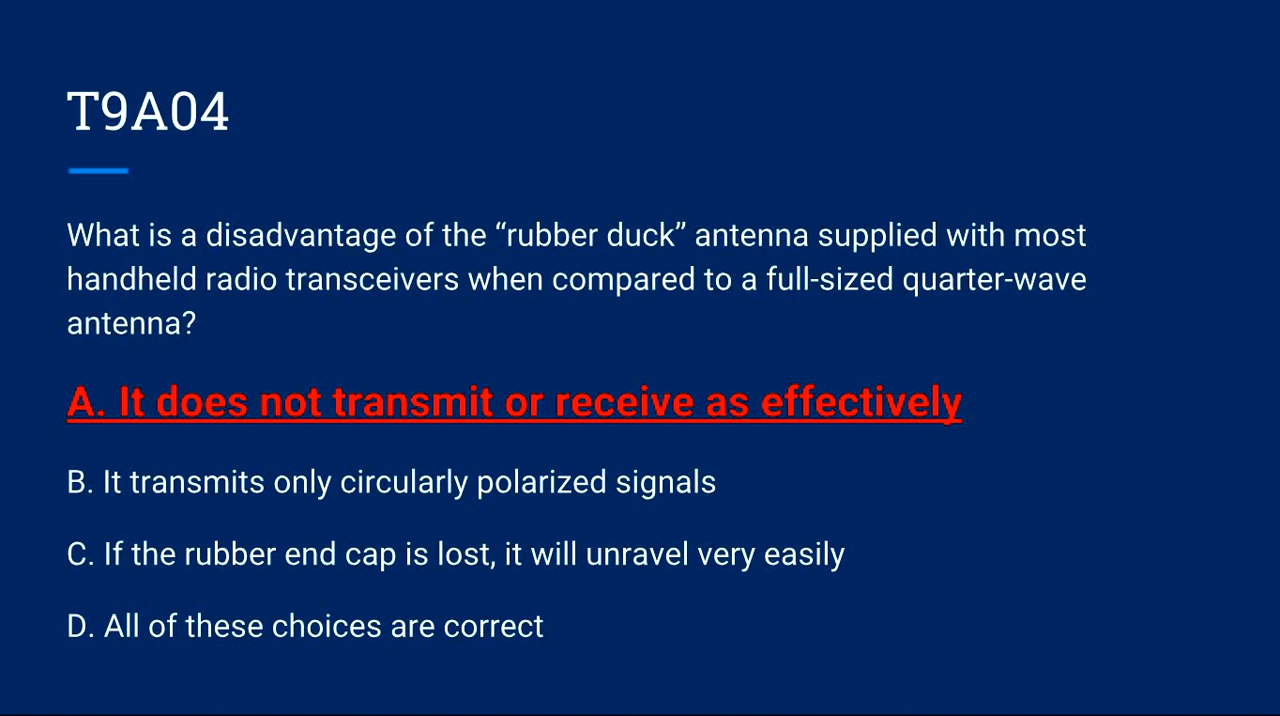 T9A04
What is a disadvantage of the “rubber duck” antenna supplied with most
handheld radio transceivers when compared to a full-sized quarter-wave
antenna?
A. It does not transmit or receive as effectively
B. It transmits only circularly polarized signals
C. If the rubber end cap is lost, it will unravel very easily
D. All of these choices are correct